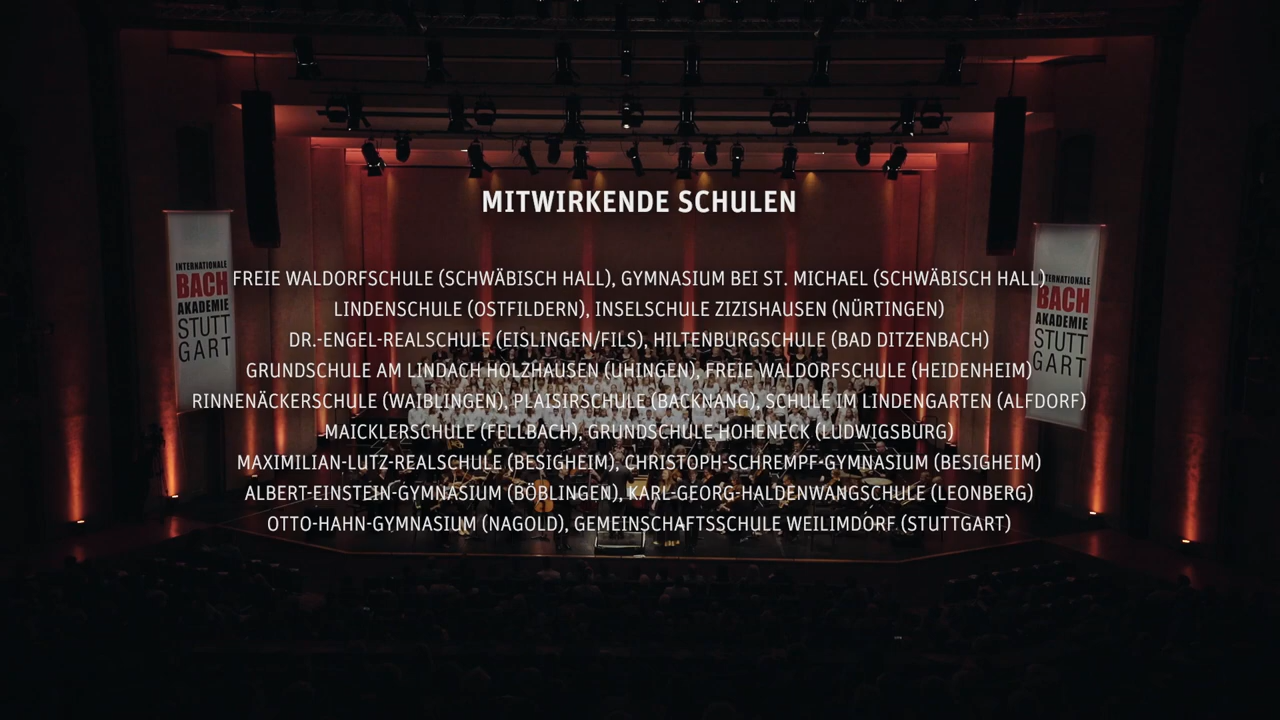 MITWIRKENDE SCHULEN
FREIE WALDORFSCHULE (SCHWÄBISCH HALL), GYMNASIUM BEI ST. MICHAEL (SCHWÄBISCH HALL)
LINDENSCHULE (OSTFILDERN), INSELSCHULE ZIZISHAUSEN (NÜRTINGEN)
DR.-ENGEL-REALSCHULE (EISLINGEN/FILS), HILTENBURGSCHULE (BAD DITZENBACH)
GRUNDSCHULE AM LINDACH HOLZHAUSEN (UHINGEN), FREIE WALDORFSCHULE (HEIDENHEIM)
RINNENÄCKERSCHULE (WAIBLINGEN), PLAISIRSCHULE (BACKNANG), SCHULE IM LINDENGARTEN (ALFDORF)
MAICKLERSCHULE (FELLBACH), GRUNDSCHULE HOHENECK (LUDWIGSBURG)
MAXIMILIAN-LUTZ-REALSCHULE (BESIGHEIM), CHRISTOPH-SCHREMPF-GYMNASIUM (BESIGHEIM)
ALBERT-EINSTEIN-GYMNASIUM (BÖBLINGEN), KARL-GEORG-HALDENWANGSCHULE (LEONBERG)
OTTO-HAHN-GYMNASIUM (NAGOLD), GEMEINSCHAFTSSCHULE WEILIMDORF (STUTTGART)
INTERNATIONALE
BACH
AKADEMIE
STUTT
GART
INTERNATIONALE
BACH
AKADEMIE
STUTT
GART